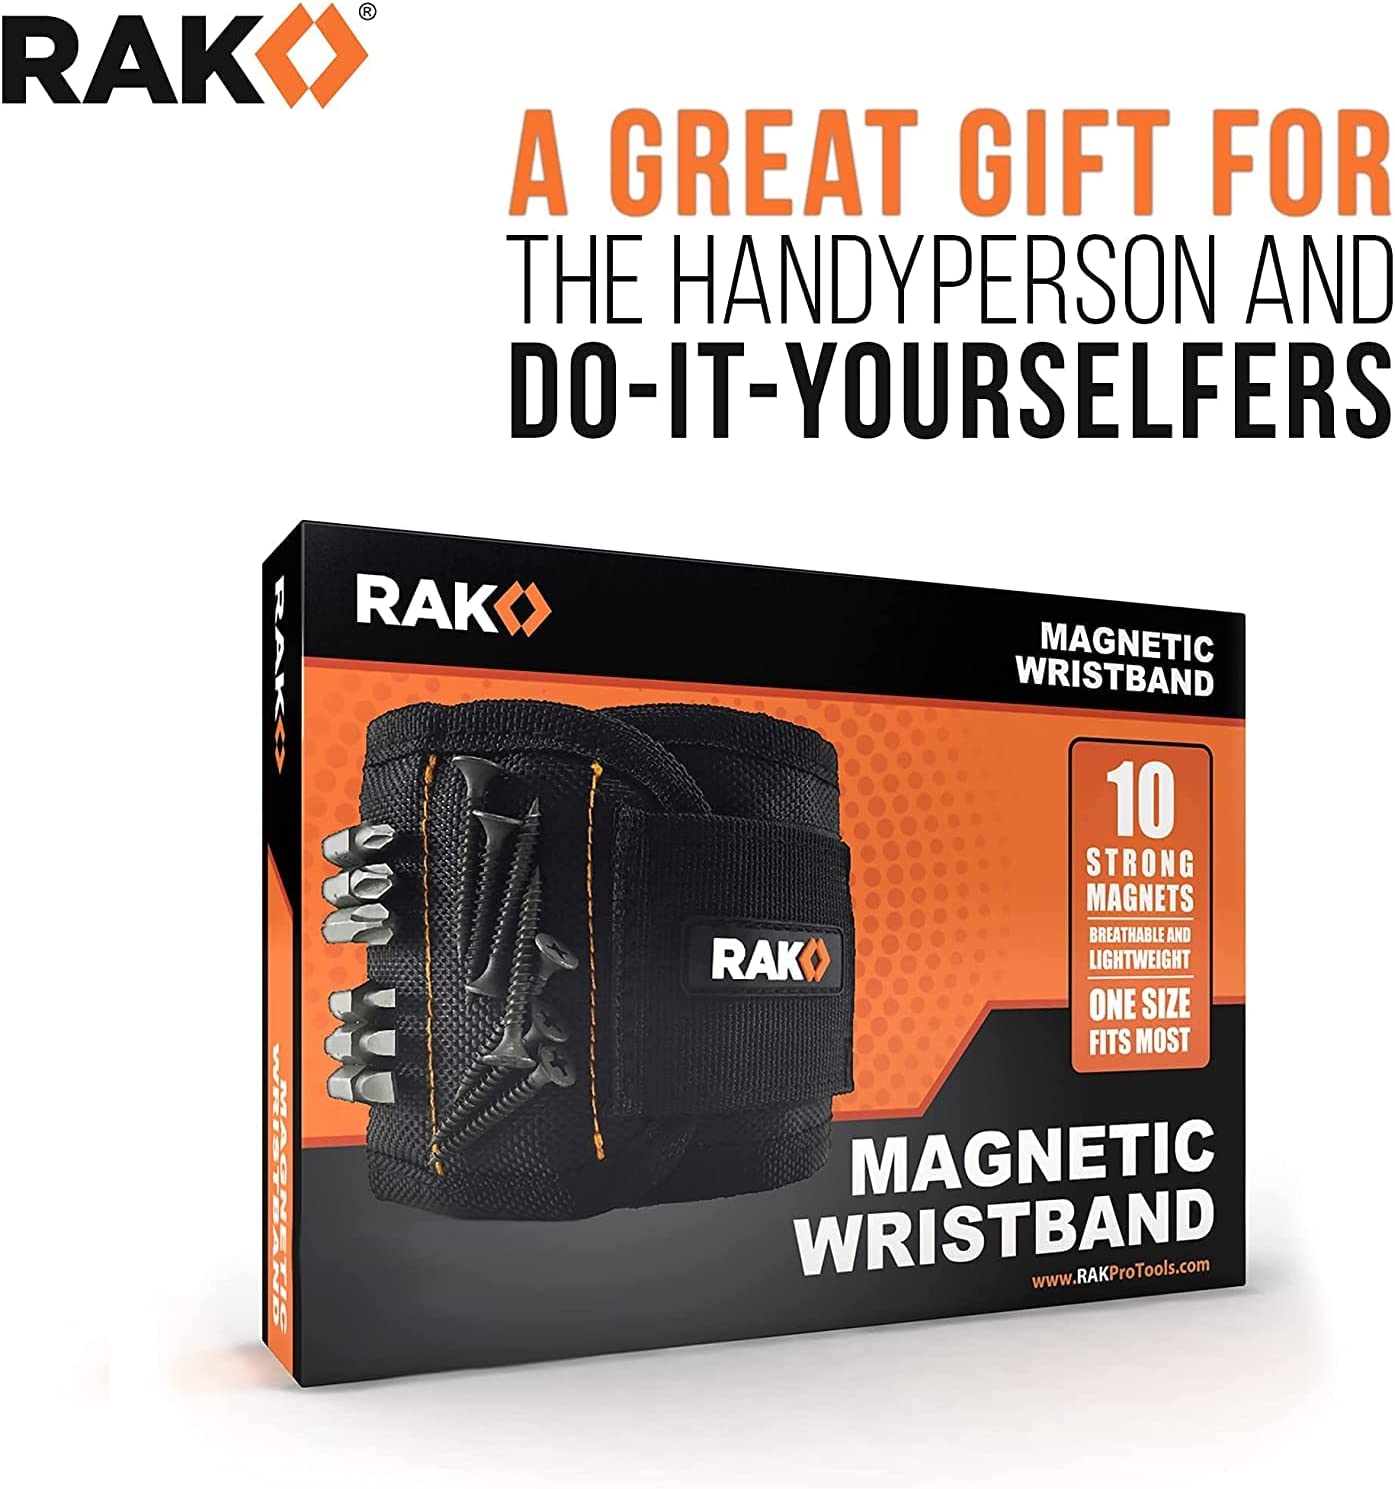 RAK®
A GREAT GIFT FOR
THE HANDYPERSON AND
DO-IT-YOURSELFERS
RAK
MAGNETIC
WRISTBAND
RAK
MAGNETIC
WRISTBAND
10
STRONG
MAGNETS
BREATHABLE AND
LIGHTWEIGHT
ONE SIZE
FITS MOST
RAK
MAGNETIC
WRISTBAND
www.RAKProTools.com